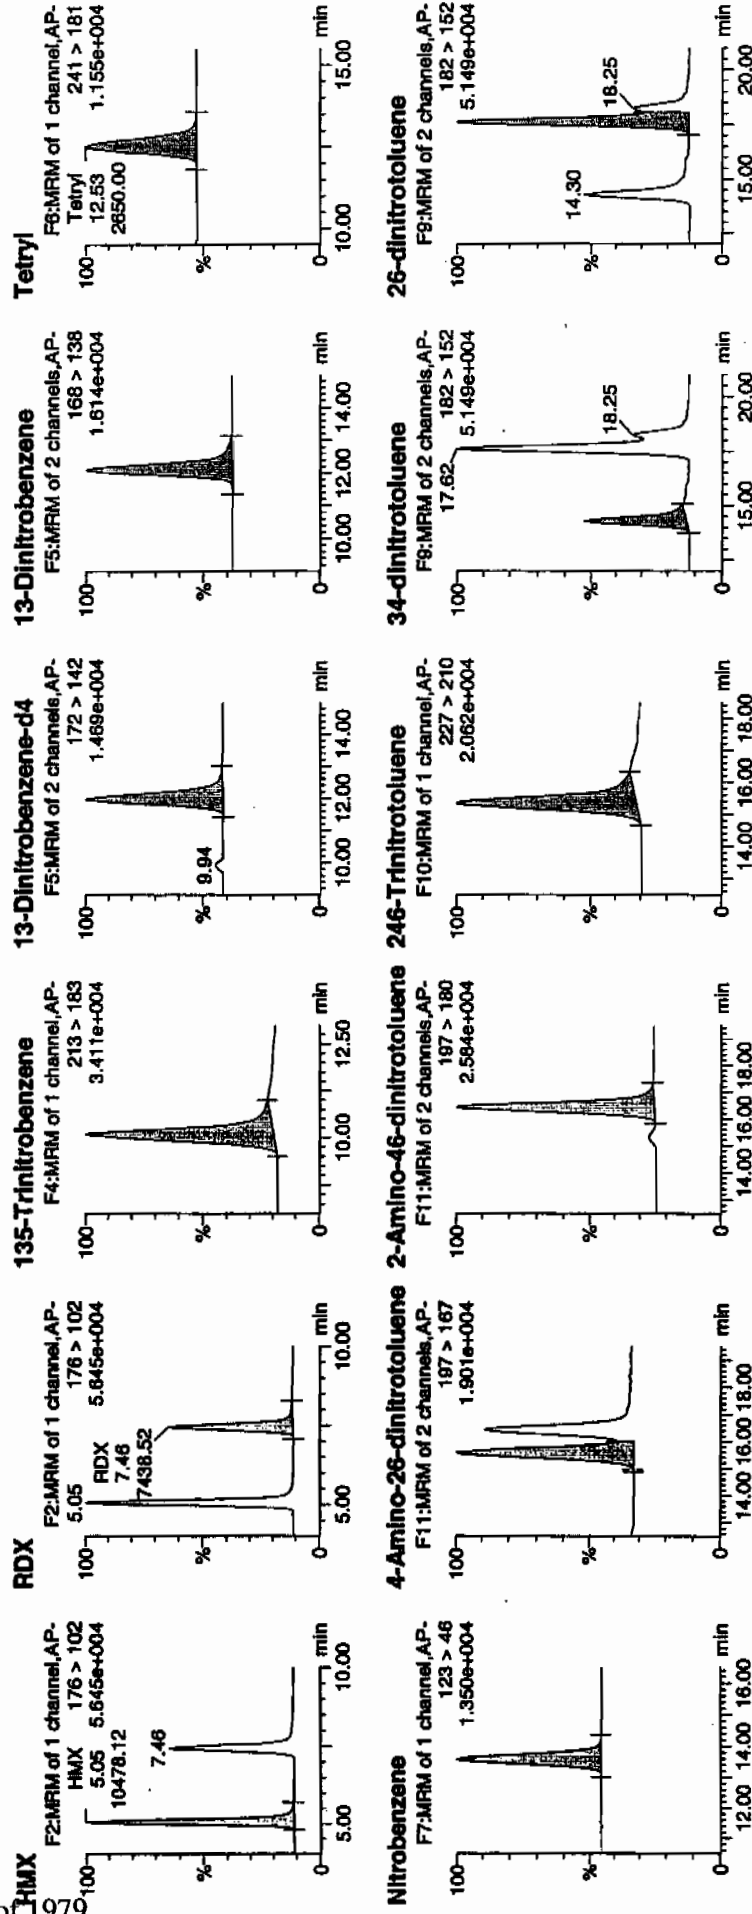 HMX
F2:MRM of 1 channel,AP-
HMX 176 > 102
5.05 5.645e+004
10478.12
7.46
100
%
0
5.00 10.00
min
RDX
F2:MRM of 1 channel,AP-
5.05 176 > 102
RDX 5.645e+004
7.46
7438.52
100
%
0
5.00 10.00
min
135-Trinitrobenzene
F4:MRM of 1 channel,AP-
213 > 183
3.411e+004
100
%
0
10.00 12.50
min
13-Dinitrobenzene-d4
F5:MRM of 2 channels,AP-
172 > 142
1.469e+004
9.94
100
%
0
10.00 12.00 14.00
min
13-Dinitrobenzene
F5:MRM of 2 channels,AP-
168 > 138
1.614e+004
100
%
0
10.00 12.00 14.00
min
Tetryl
F6:MRM of 1 channel,AP-
Tetryl 241 > 181
12.53 1.155e+004
2650.00
100
%
0
10.00 15.00
min
Nitrobenzene
F7:MRM of 1 channel,AP-
123 > 46
1.350e+004
100
%
0
12.00 14.00 16.00
min
4-Amino-26-dinitrotoluene
F11:MRM of 2 channels,AP-
197 > 167
1.901e+004
100
%
0
14.00 16.00 18.00
min
2-Amino-46-dinitrotoluene
F11:MRM of 2 channels,AP-
197 > 180
2.584e+004
100
%
0
14.00 16.00 18.00
min
246-Trinitrotoluene
F10:MRM of 1 channel,AP-
227 > 210
2.062e+004
100
%
0
14.00 16.00 18.00
min
34-dinitrotoluene
F9:MRM of 2 channels,AP-
17.62 182 > 152
5.149e+004
18.25
100
%
0
15.00 20.00
min
26-dinitrotoluene
F9:MRM of 2 channels,AP-
182 > 152
5.149e+004
14.30
18.25
100
%
0
15.00 20.00
min
of 1979